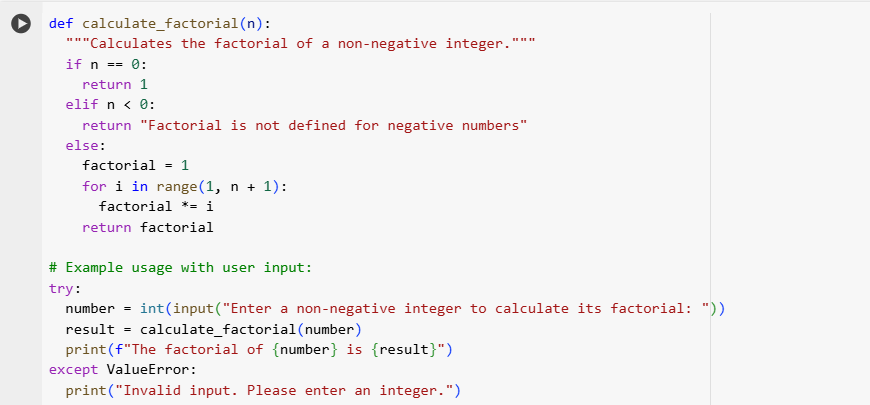 def calculate_factorial(n):
  """Calculates the factorial of a non-negative integer."""
  if n == 0:
    return 1
  elif n < 0:
    return "Factorial is not defined for negative numbers"
  else:
    factorial = 1
    for i in range(1, n + 1):
      factorial *= i
    return factorial

# Example usage with user input:
try:
  number = int(input("Enter a non-negative integer to calculate its factorial: "))
  result = calculate_factorial(number)
  print(f"The factorial of {number} is {result}")
except ValueError:
  print("Invalid input. Please enter an integer.")